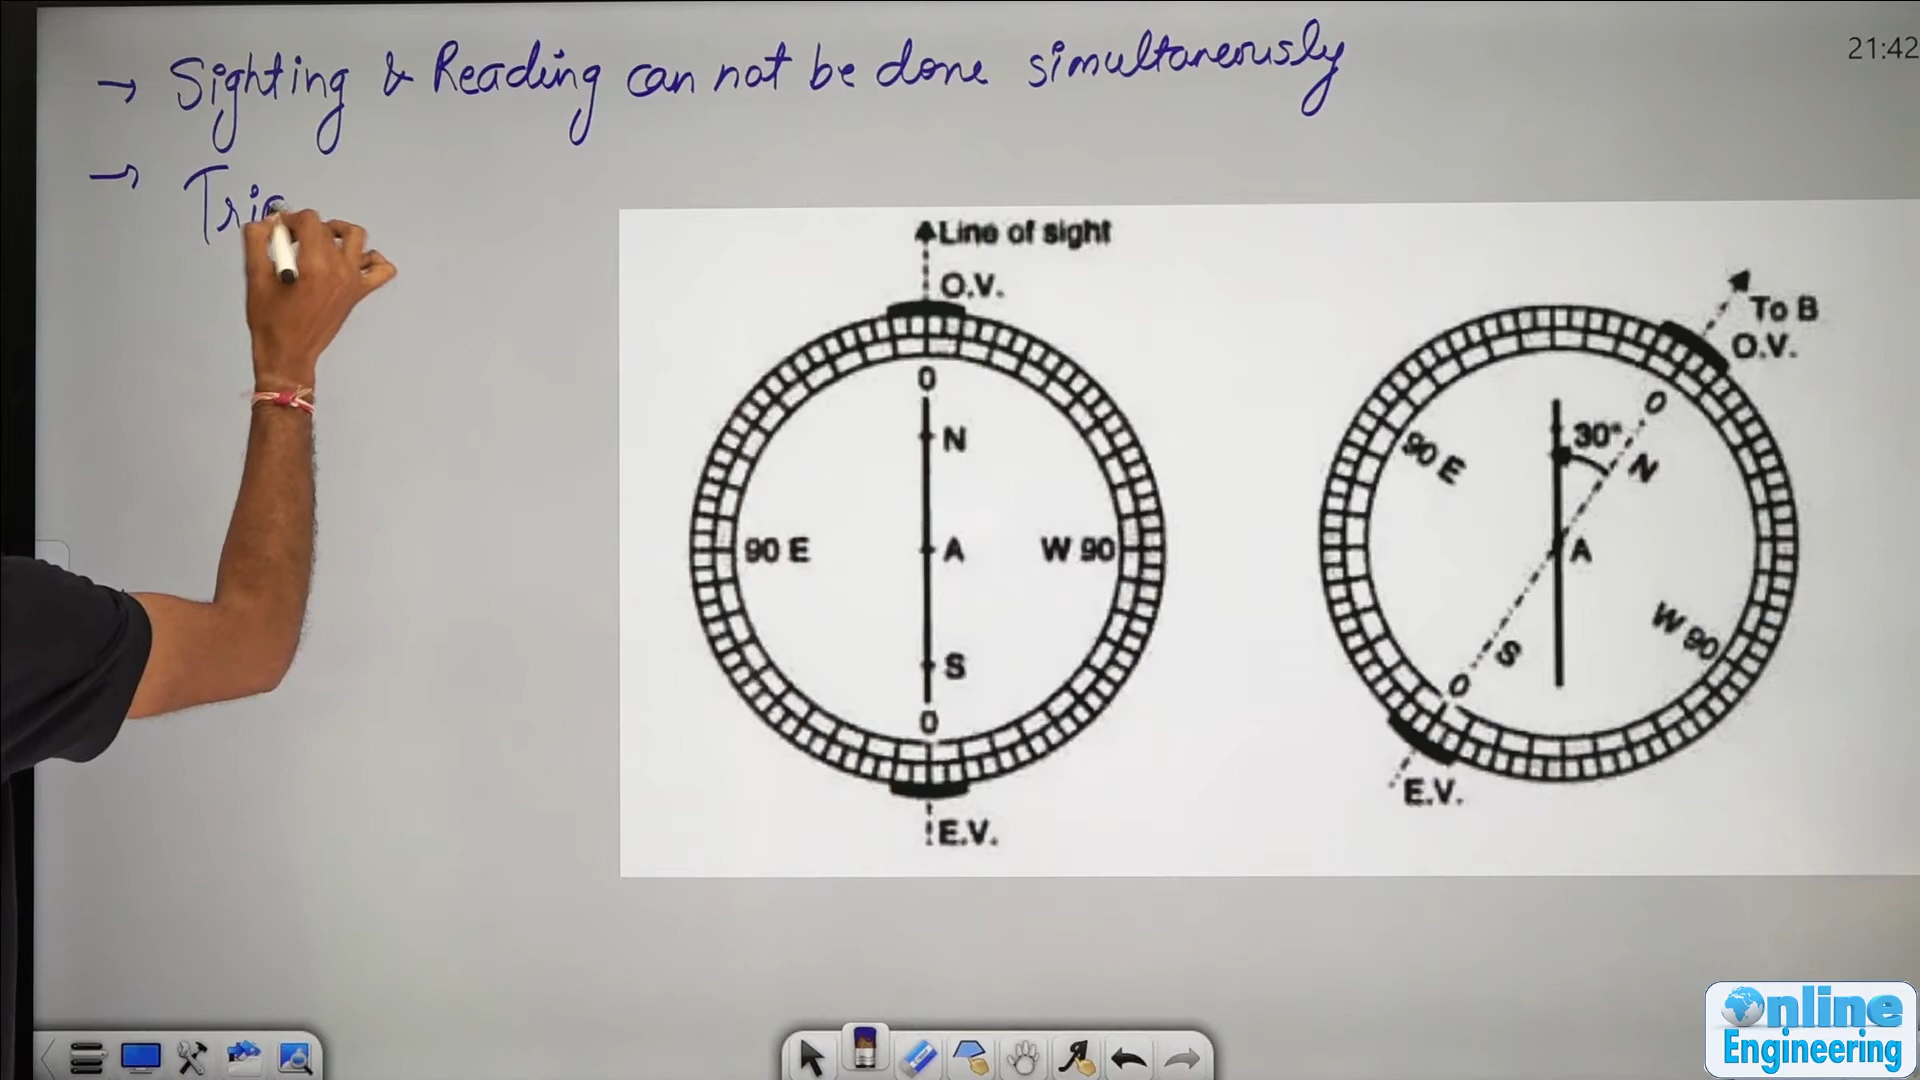 21:42
→ Sighting & Reading can not be done simultaneously
→ Tri
Line of sight
O.V.
0
N
90 E
A
W 90
S
0
E.V.
To B
O.V.
0
30°
90 E
N
A
W 90
S
0
E.V.
Online
Engineering